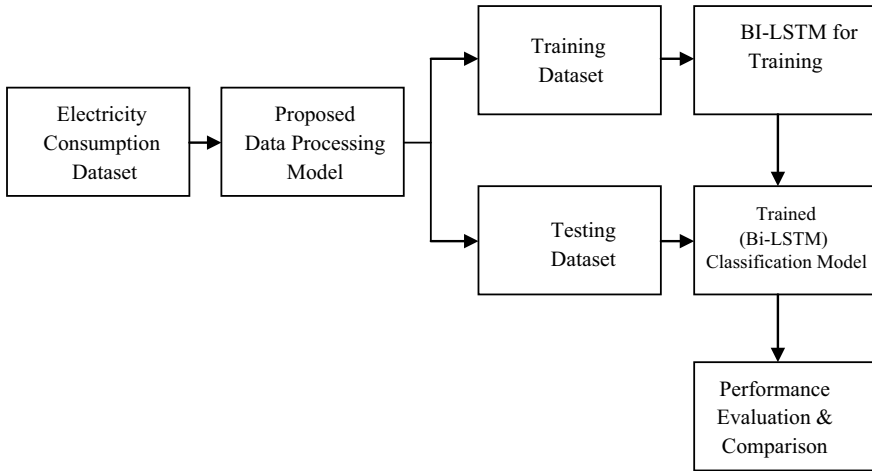 Electricity
Consumption
Dataset
Proposed
Data Processing
Model
Training
Dataset
BI-LSTM for
Training
Testing
Dataset
Trained
(Bi-LSTM)
Classification Model
Performance
Evaluation &
Comparison